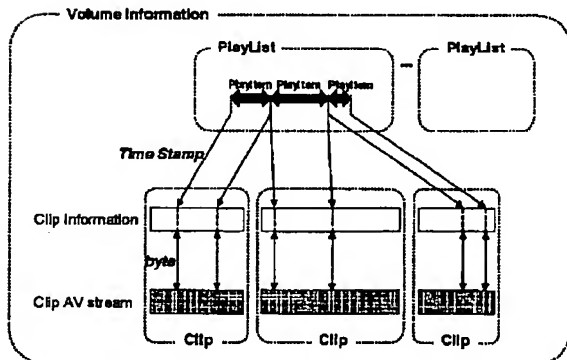 Volume Information
PlayList
PlayList
PlayItem PlayItem PlayItem
Time Stamp
Clip Information
byte
Clip AV stream
Clip
Clip
Clip